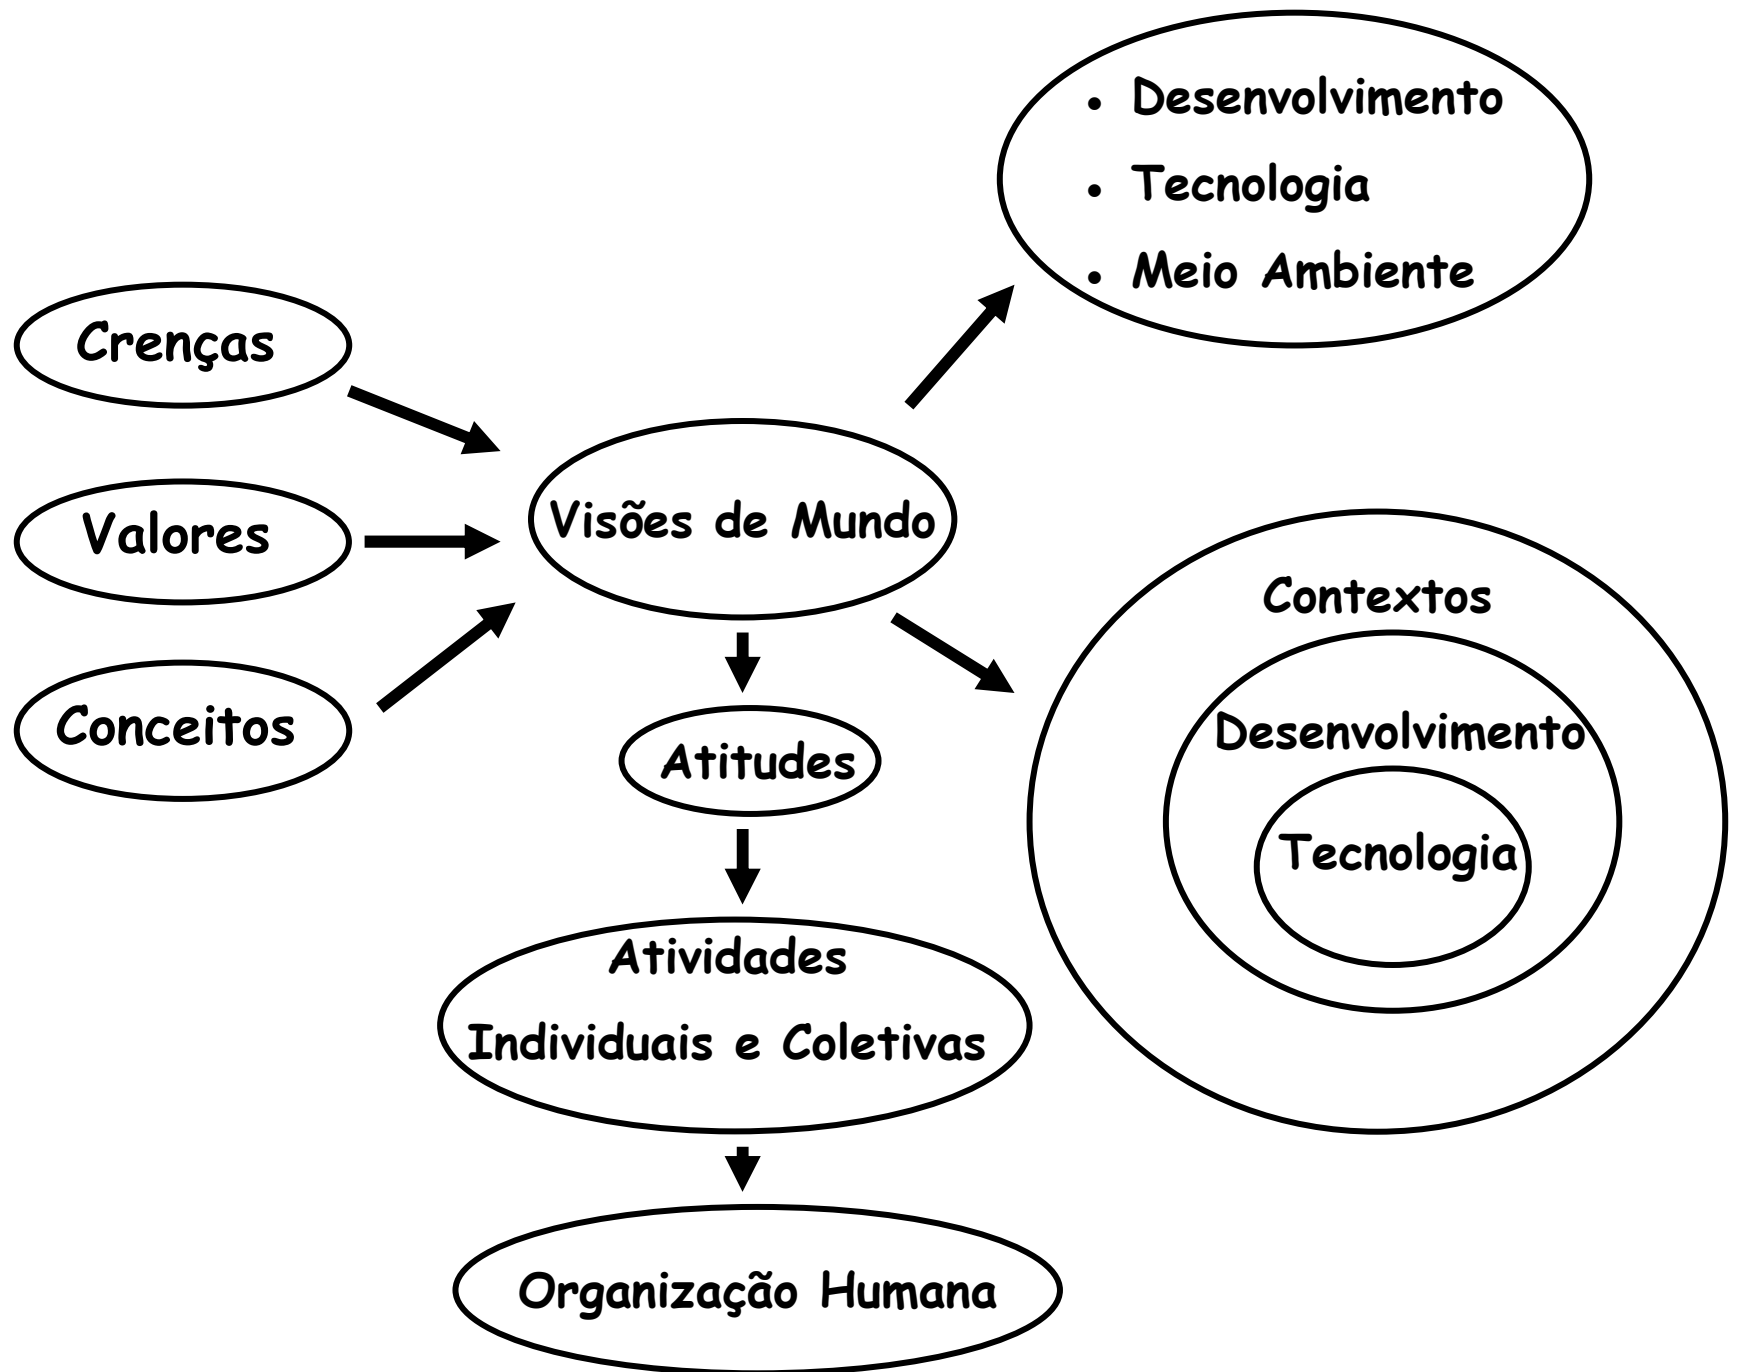 • Desenvolvimento
• Tecnologia
• Meio Ambiente
Crenças
Valores
Conceitos
Visões de Mundo
Atitudes
Atividades
Individuais e Coletivas
Organização Humana
Contextos
Desenvolvimento
Tecnologia